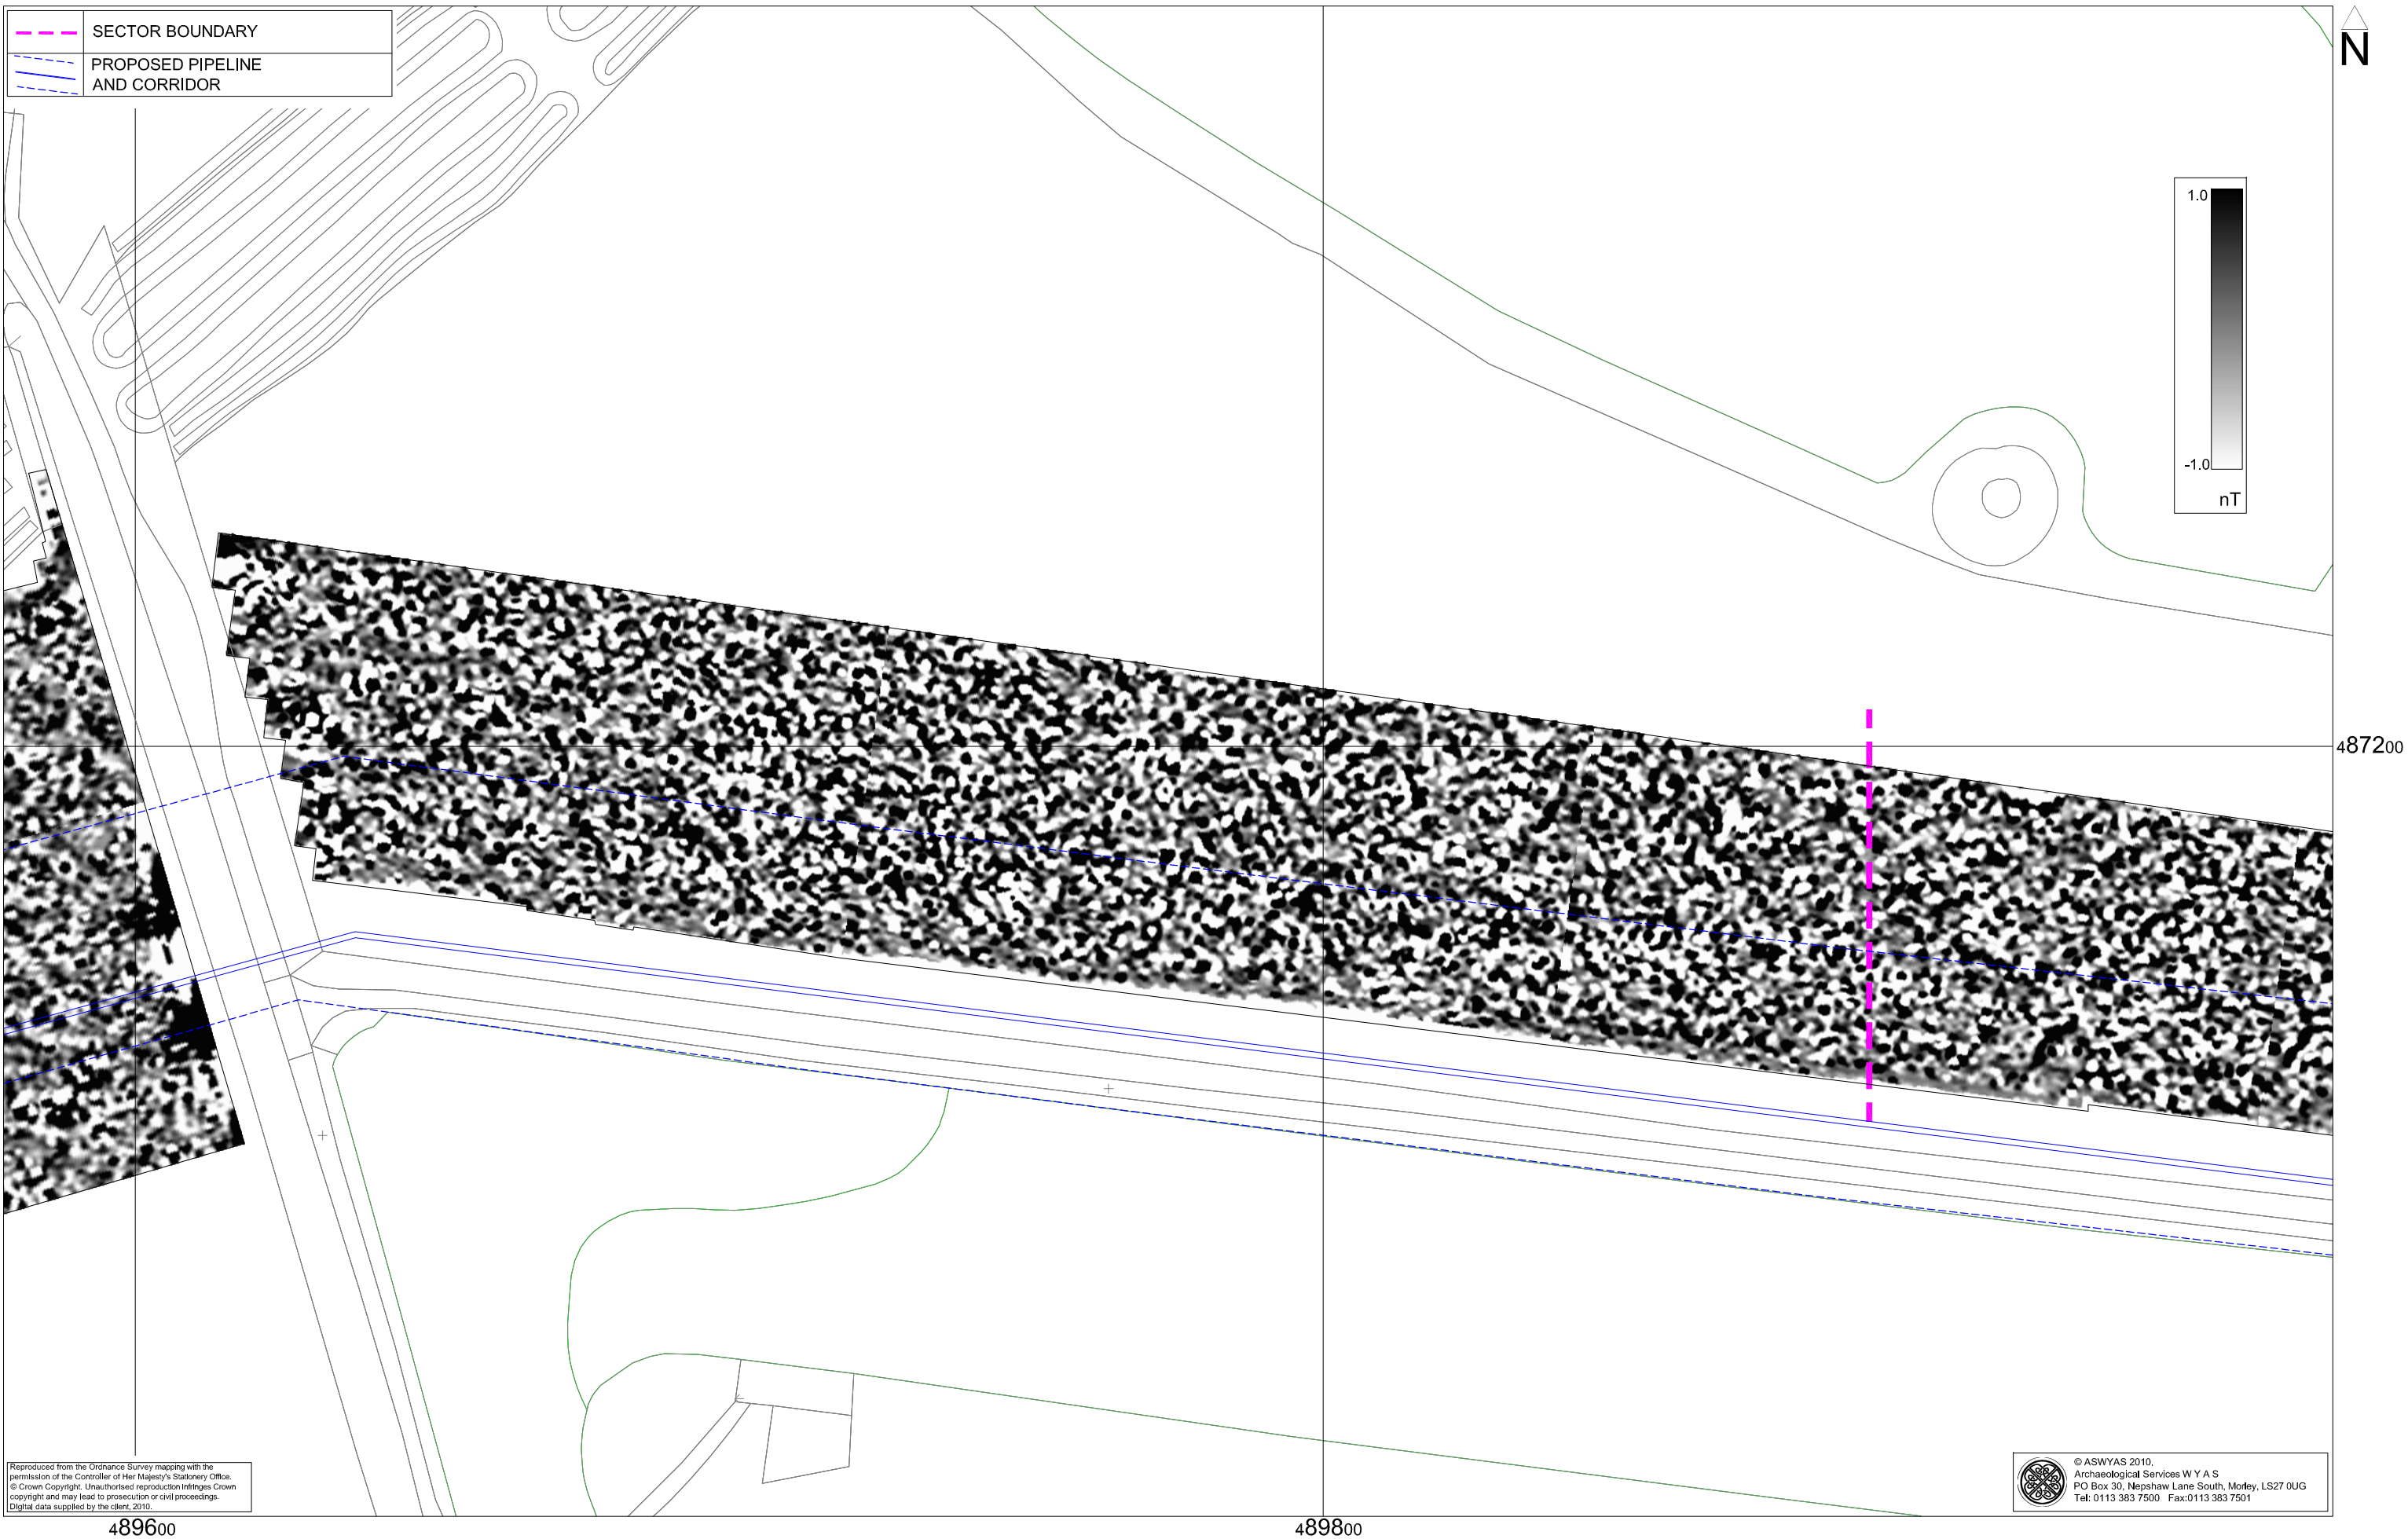 SECTOR BOUNDARY
PROPOSED PIPELINE
AND CORRIDOR
N
1.0
-1.0
nT
487200
Reproduced from the Ordnance Survey mapping with the
permission of the Controller of Her Majesty's Stationery Office.
© Crown Copyright. Unauthorised reproduction infringes Crown
copyright and may lead to prosecution or civil proceedings.
Digital data supplied by the client, 2010.
© ASWYAS 2010.
Archaeological Services W Y A S
PO Box 30, Nepshaw Lane South, Morley, LS27 0UG
Tel: 0113 383 7500 Fax:0113 383 7501
489600
489800